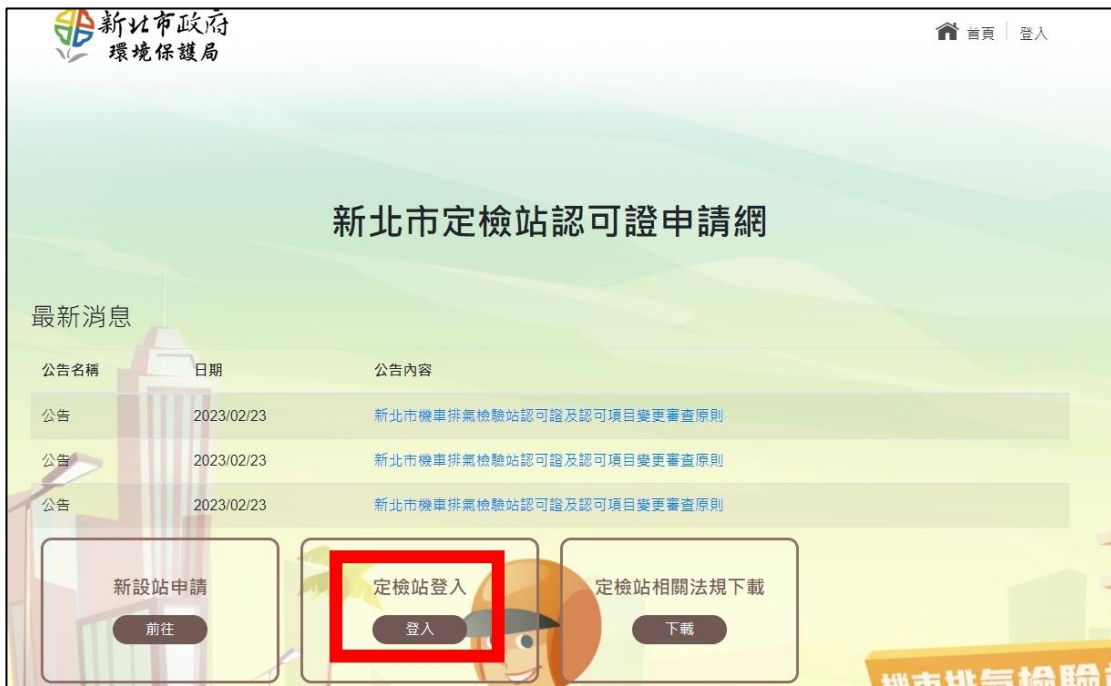 新北市政府
環境保護局
首頁
登入
新北市定檢站認可證申請網
最新消息
公告名稱 日期 公告內容
公告 2023/02/23 新北市機車排氣檢驗站認可證及認可項目變更審查原則
公告 2023/02/23 新北市機車排氣檢驗站認可證及認可項目變更審查原則
公告 2023/02/23 新北市機車排氣檢驗站認可證及認可項目變更審查原則
新設站申請
前往
定檢站登入
登入
定檢站相關法規下載
下載
機車排氣檢驗